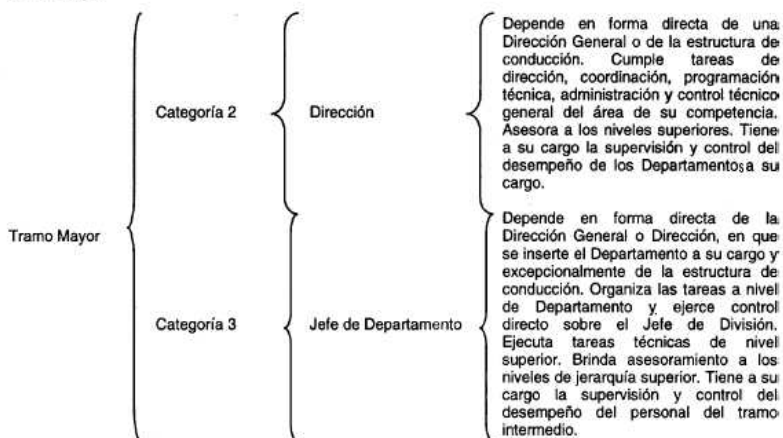 Tramo Mayor
Categoría 2
Dirección
Depende en forma directa de una
Dirección General o de la estructura de
conducción. Cumple tareas de
dirección, coordinación, programación
técnica, administración y control técnico
general del área de su competencia.
Asesora a los niveles superiores. Tiene
a su cargo la supervisión y control del
desempeño de los Departamentos a su
cargo.
Categoría 3
Jefe de Departamento
Depende en forma directa de la
Dirección General o Dirección, en que
se inserte el Departamento a su cargo y
excepcionalmente de la estructura de
conducción. Organiza las tareas a nivel
de Departamento y ejerce control
directo sobre el Jefe de División.
Ejecuta tareas técnicas de nivel
superior. Brinda asesoramiento a los
niveles de jerarquía superior. Tiene a su
cargo la supervisión y control del
desempeño del personal del tramo
intermedio.